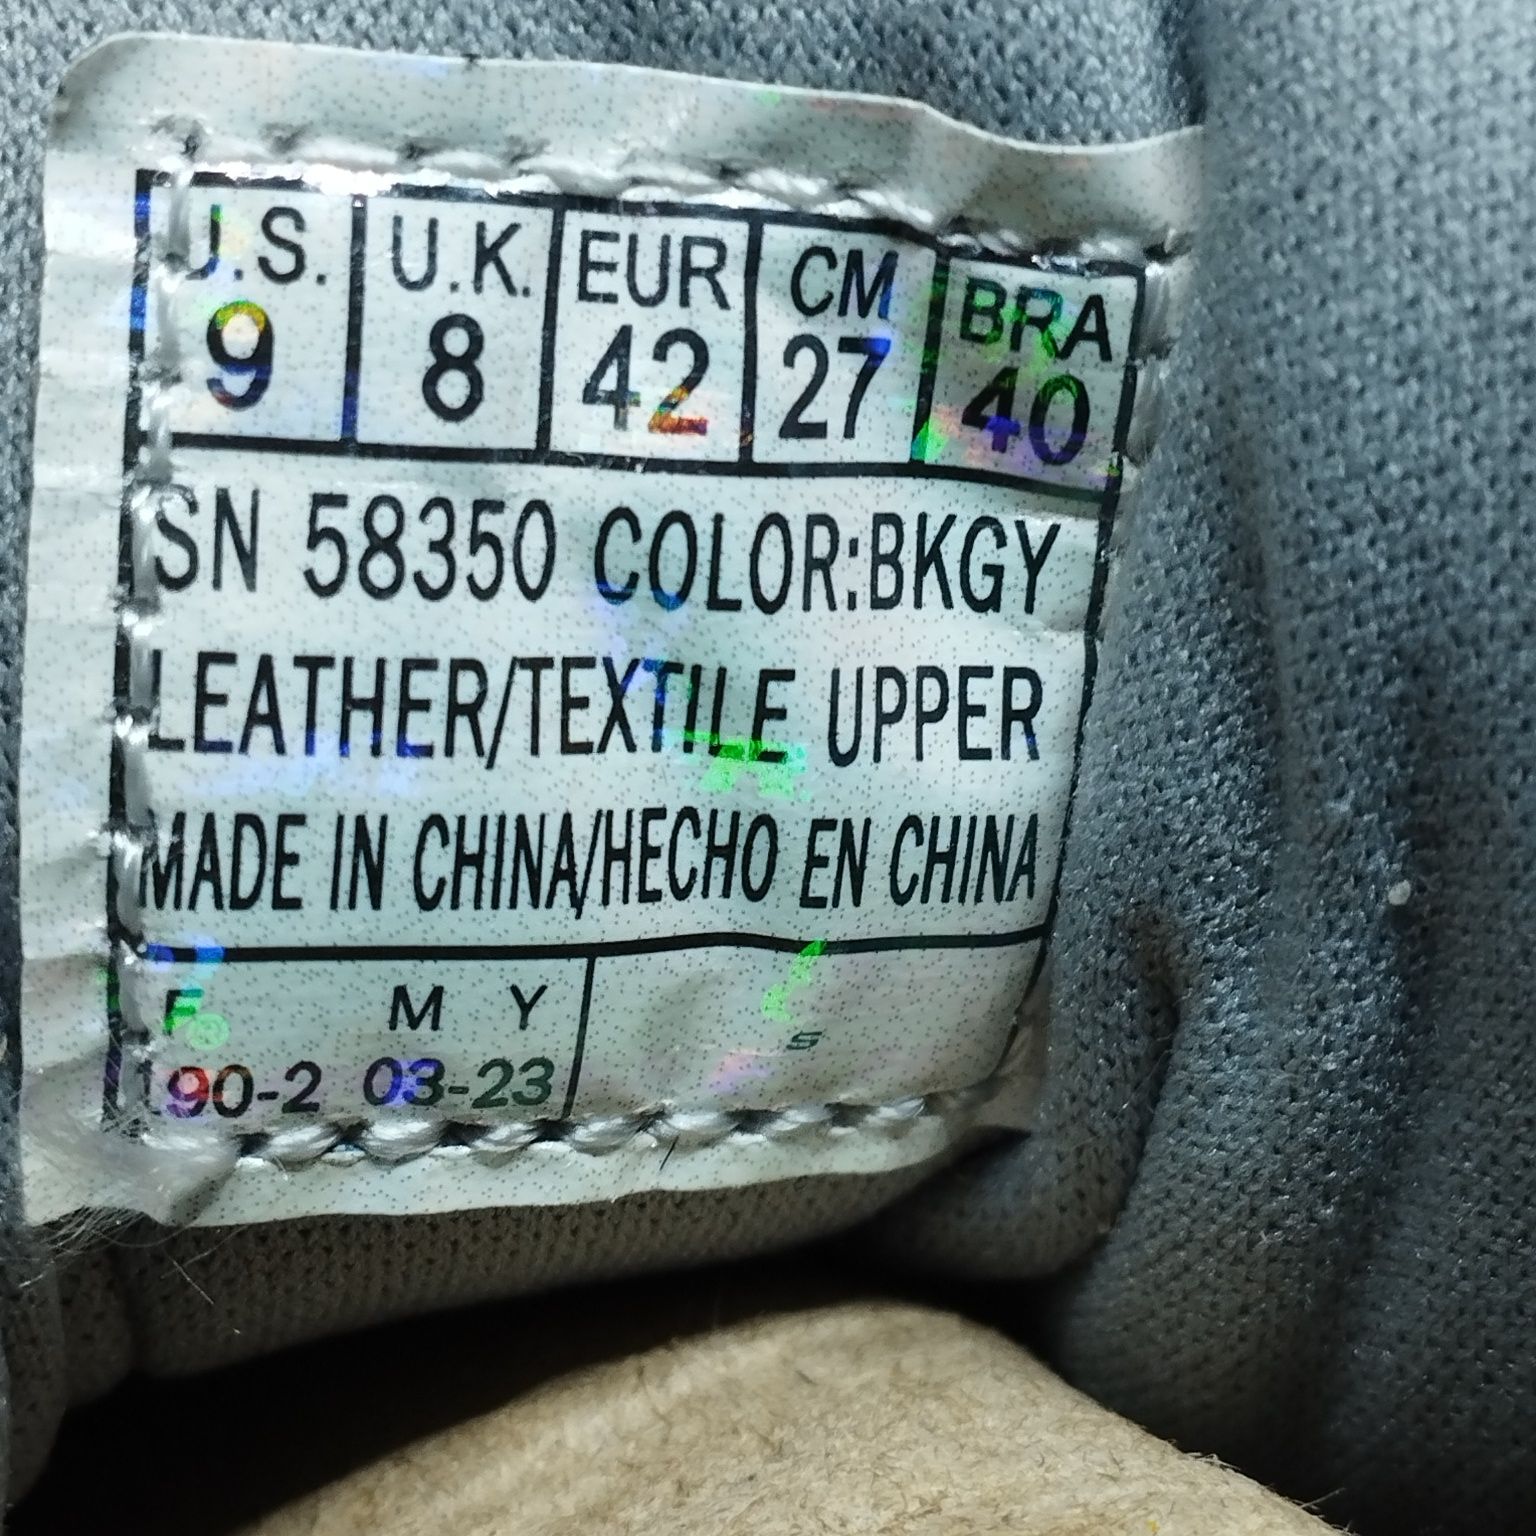 U.S. U.K. EUR CM BRA
9 8 42 27 40
SN 58350 COLOR:BKGY
LEATHER/TEXTILE UPPER
MADE IN CHINA/HECHO EN CHINA
F M Y
190-2 03-23
S